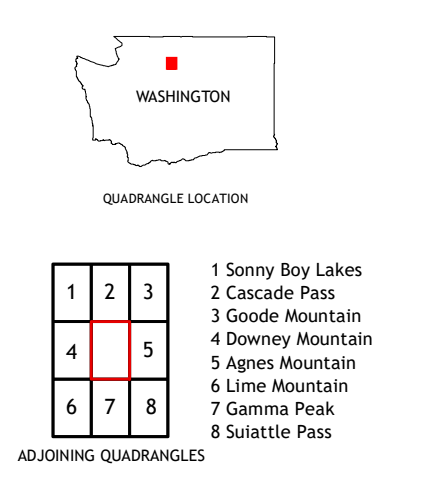 WASHINGTON
QUADRANGLE LOCATION
1 2 3
4 5
6 7 8
ADJOINING QUADRANGLES
1 Sonny Boy Lakes
2 Cascade Pass
3 Goode Mountain
4 Downey Mountain
5 Agnes Mountain
6 Lime Mountain
7 Gamma Peak
8 Suiattle Pass